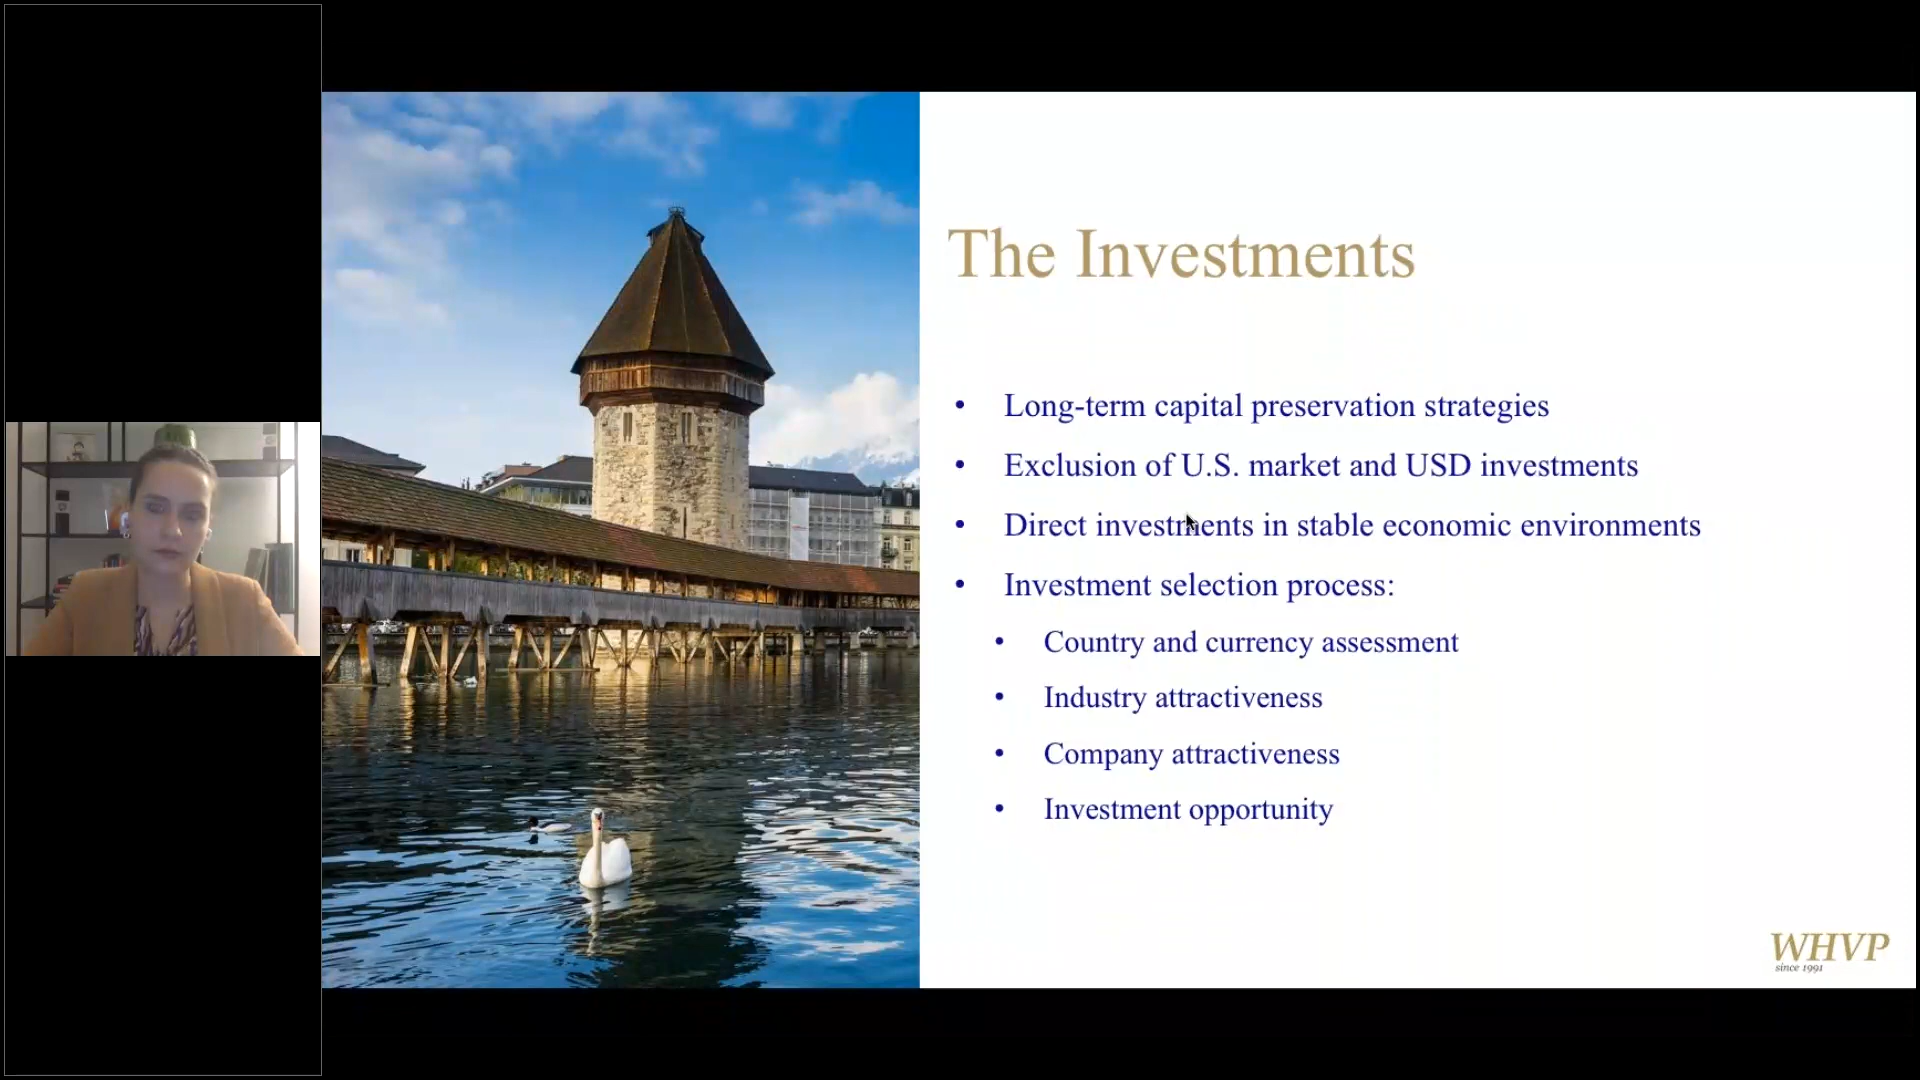 The Investments
• Long-term capital preservation strategies
• Exclusion of U.S. market and USD investments
• Direct investments in stable economic environments
• Investment selection process:
• Country and currency assessment
• Industry attractiveness
• Company attractiveness
• Investment opportunity
WHVP
since 1991